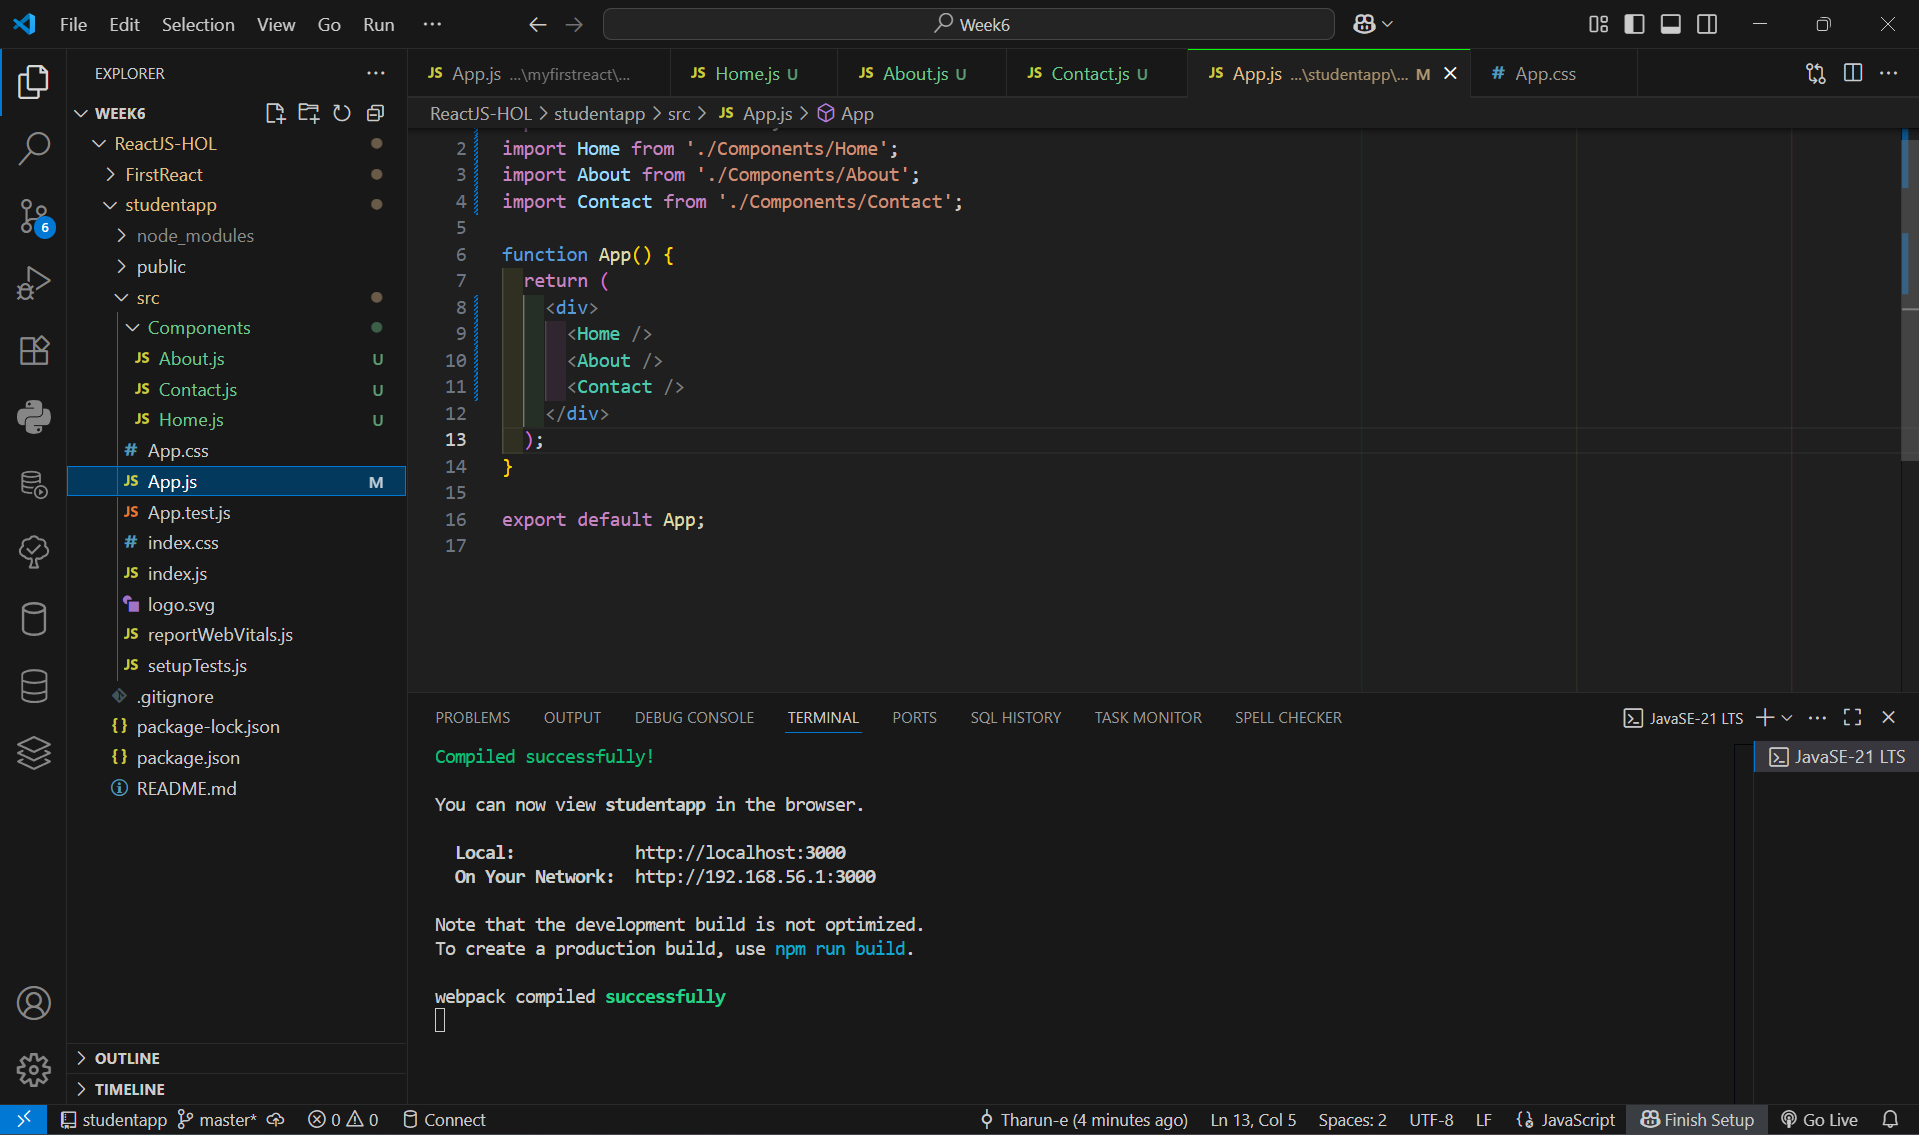 File Edit Selection View Go Run ···
Week6
EXPLORER
WEEK6
ReactJS-HOL
FirstReact
studentapp
node_modules
public
src
Components
JS About.js U
JS Contact.js U
JS Home.js U
# App.css
JS App.js M
JS App.test.js
# index.css
JS index.js
logo.svg
JS reportWebVitals.js
JS setupTests.js
.gitignore
{} package-lock.json
{} package.json
README.md
OUTLINE
TIMELINE
6
JS App.js ...\myfirstreact\... JS Home.js U JS About.js U JS Contact.js U JS App.js ...\studentapp\... M # App.css
ReactJS-HOL > studentapp > src > JS App.js > App
2 import Home from './Components/Home';
3 import About from './Components/About';
4 import Contact from './Components/Contact';
5
6 function App() {
7 return (
8 <div>
9 <Home />
10 <About />
11 <Contact />
12 </div>
13 );
14 }
15
16 export default App;
17
PROBLEMS OUTPUT DEBUG CONSOLE TERMINAL PORTS SQL HISTORY TASK MONITOR SPELL CHECKER JavaSE-21 LTS
JavaSE-21 LTS
Compiled successfully!
You can now view studentapp in the browser.
Local: http://localhost:3000
On Your Network: http://192.168.56.1:3000
Note that the development build is not optimized.
To create a production build, use npm run build.
webpack compiled successfully
studentapp master* 0 0 Connect Tharun-e (4 minutes ago) Ln 13, Col 5 Spaces: 2 UTF-8 LF JavaScript Finish Setup Go Live